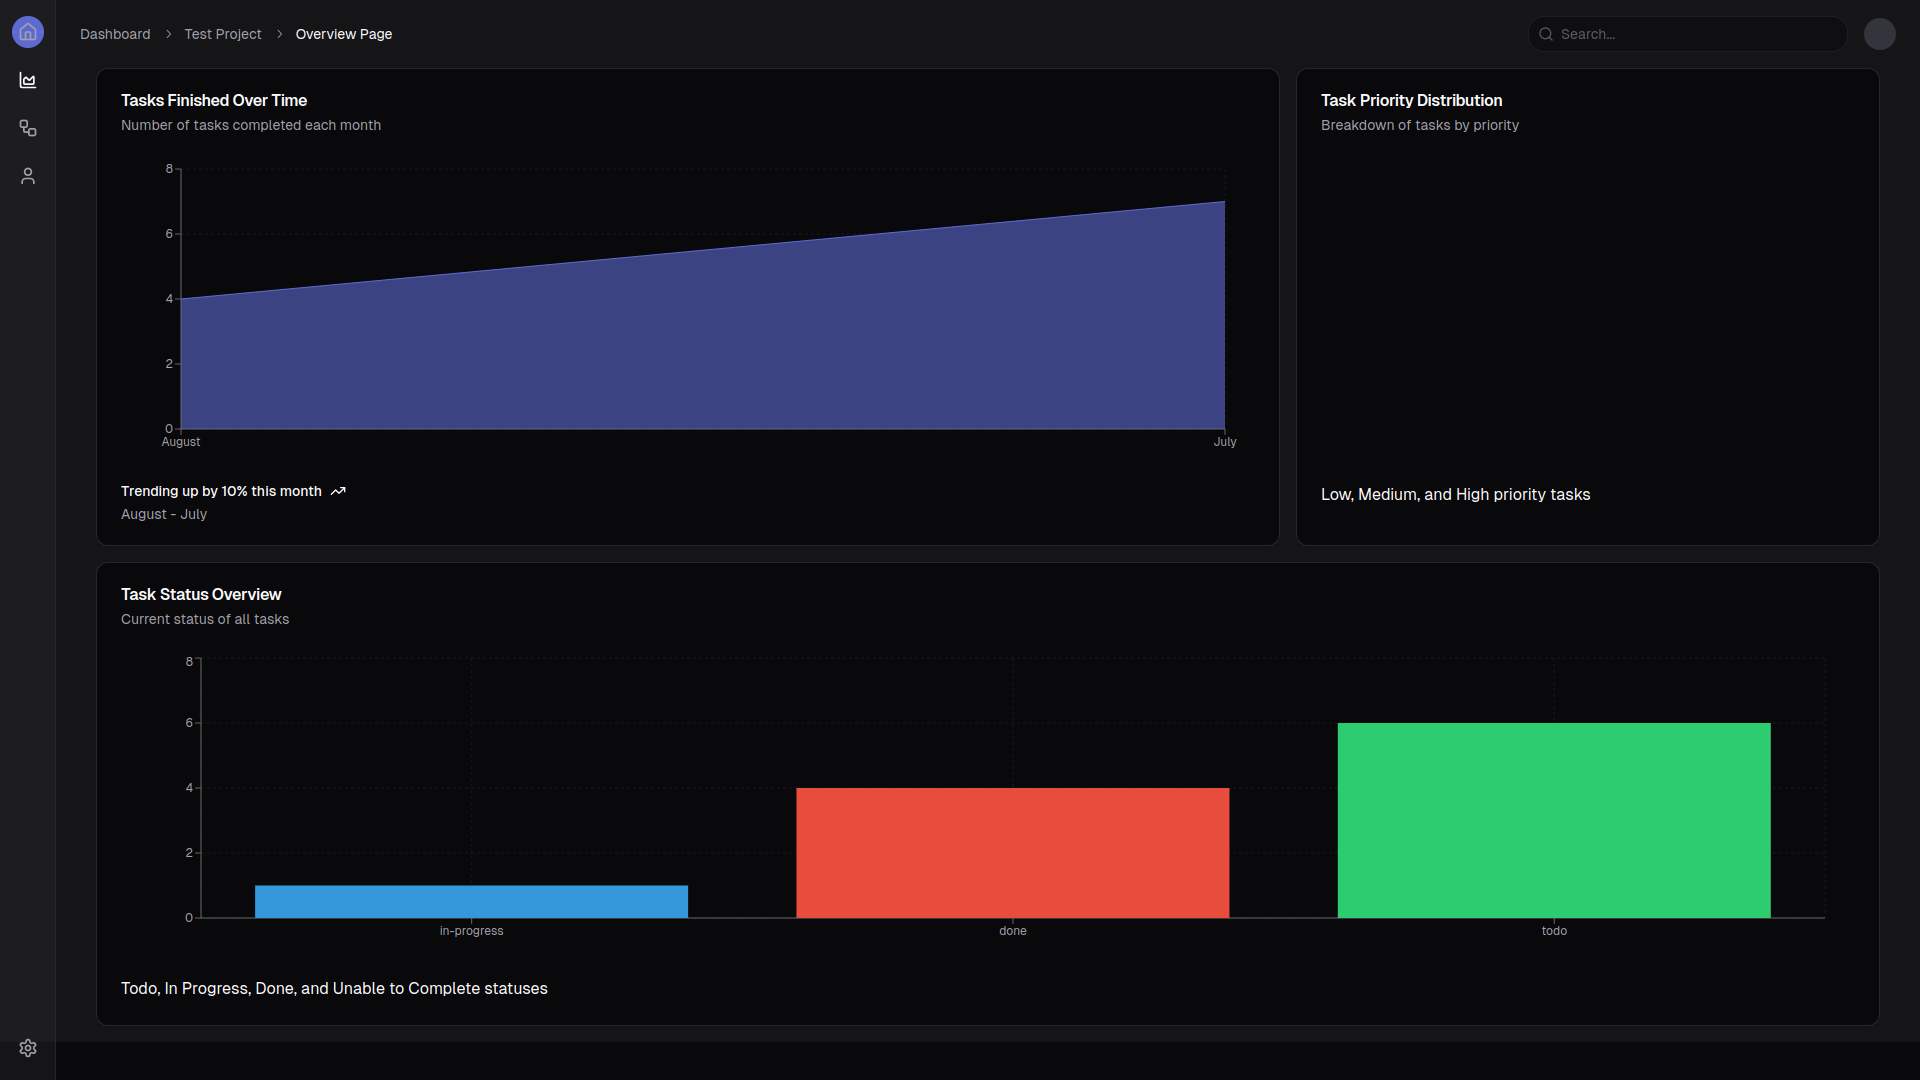 Dashboard
Test Project
Overview Page
Search...
Tasks Finished Over Time
Number of tasks completed each month
8
6
4
2
0
August
July
Trending up by 10% this month
August - July
Task Priority Distribution
Breakdown of tasks by priority
Low, Medium, and High priority tasks
Task Status Overview
Current status of all tasks
8
6
4
2
0
in-progress
done
todo
Todo, In Progress, Done, and Unable to Complete statuses